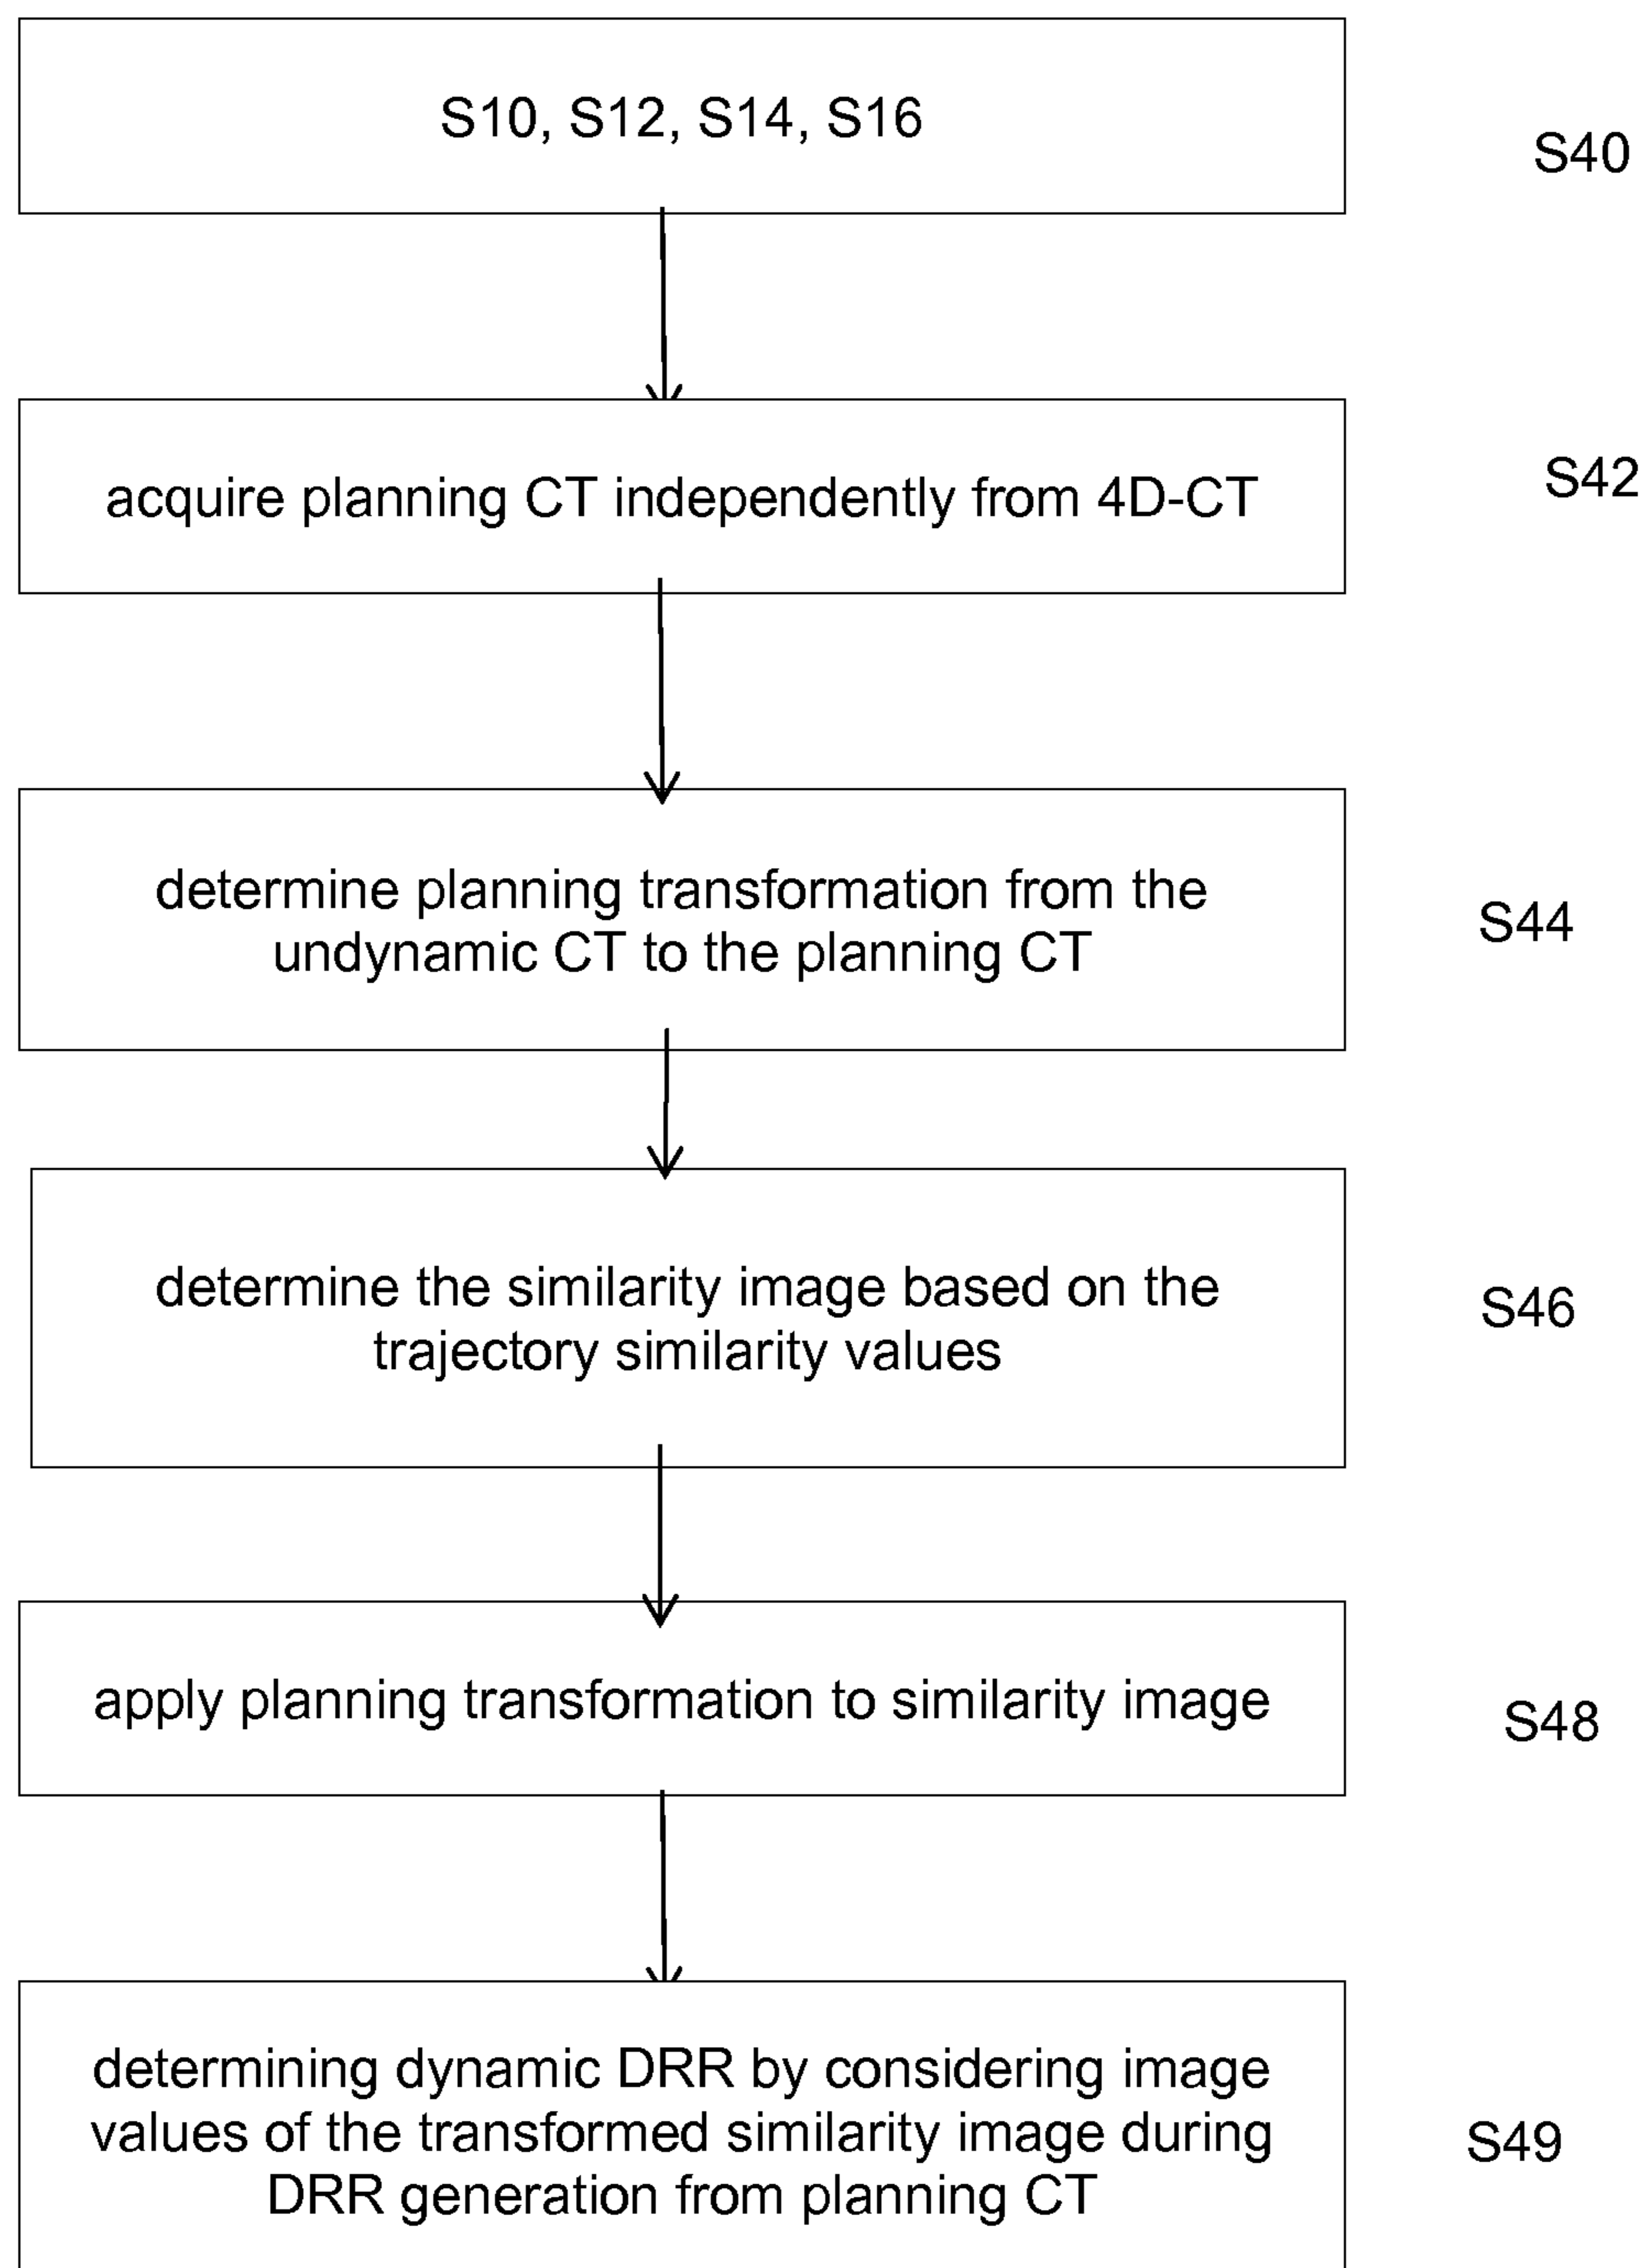 S10, S12, S14, S16
S40
acquire planning CT independently from 4D-CT
S42
determine planning transformation from the
undynamic CT to the planning CT
S44
determine the similarity image based on the
trajectory similarity values
S46
apply planning transformation to similarity image
S48
determining dynamic DRR by considering image
values of the transformed similarity image during
DRR generation from planning CT
S49